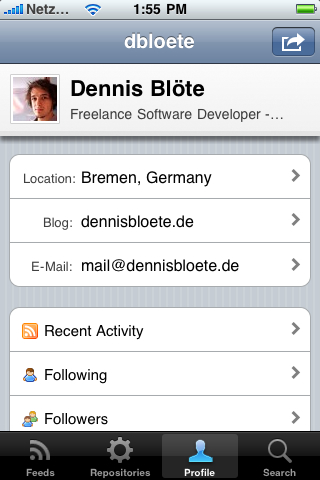 Netz... 1:55 PM
dbloete
Dennis Blöte
Freelance Software Developer -...
Location: Bremen, Germany
Blog: dennisbloete.de
E-Mail: mail@dennisbloete.de
Recent Activity
Following
Followers
Feeds Repositories Profile Search